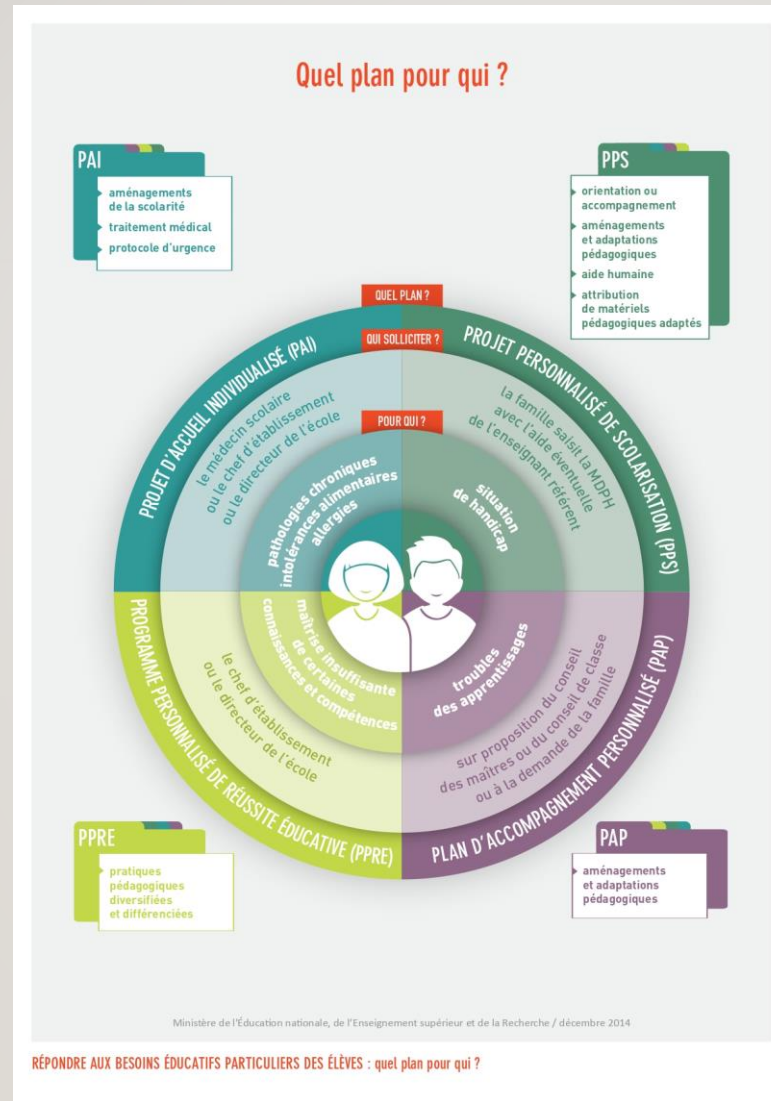 Quel plan pour qui ?
PAI
aménagements
de la scolarité
traitement médical
protocole d'urgence
PPS
orientation ou
accompagnement
aménagements
et adaptations
pédagogiques
aide humaine
attribution
de matériels
pédagogiques adaptés
QUEL PLAN ?
QUI SOLLICITER ?
POUR QUI ?
PROJET D'ACCUEIL INDIVIDUALISÉ (PAI)
le médecin scolaire
ou le chef d'établissement
ou le directeur de l'école
pathologies chroniques
intolérances alimentaires
allergies
PROJET PERSONNALISÉ DE SCOLARISATION (PPS)
la famille saisit la MDPH
avec l'aide éventuelle
de l'enseignant référent
situation
de handicap
PROGRAMME PERSONNALISÉ DE RÉUSSITE ÉDUCATIVE (PPRE)
le chef d'établissement
ou le directeur de l'école
maîtrise insuffisante
de certaines
connaissances et compétences
PLAN D'ACCOMPAGNEMENT PERSONNALISÉ (PAP)
troubles
des apprentissages
sur proposition du conseil
des maîtres ou du conseil de classe
ou à la demande de la famille
PPRE
pratiques
pédagogiques
diversifiées
et différenciées
PAP
aménagements
et adaptations
pédagogiques
Ministère de l'Éducation nationale, de l'Enseignement supérieur et de la Recherche / décembre 2014
RÉPONDRE AUX BESOINS ÉDUCATIFS PARTICULIERS DES ÉLÈVES : quel plan pour qui ?